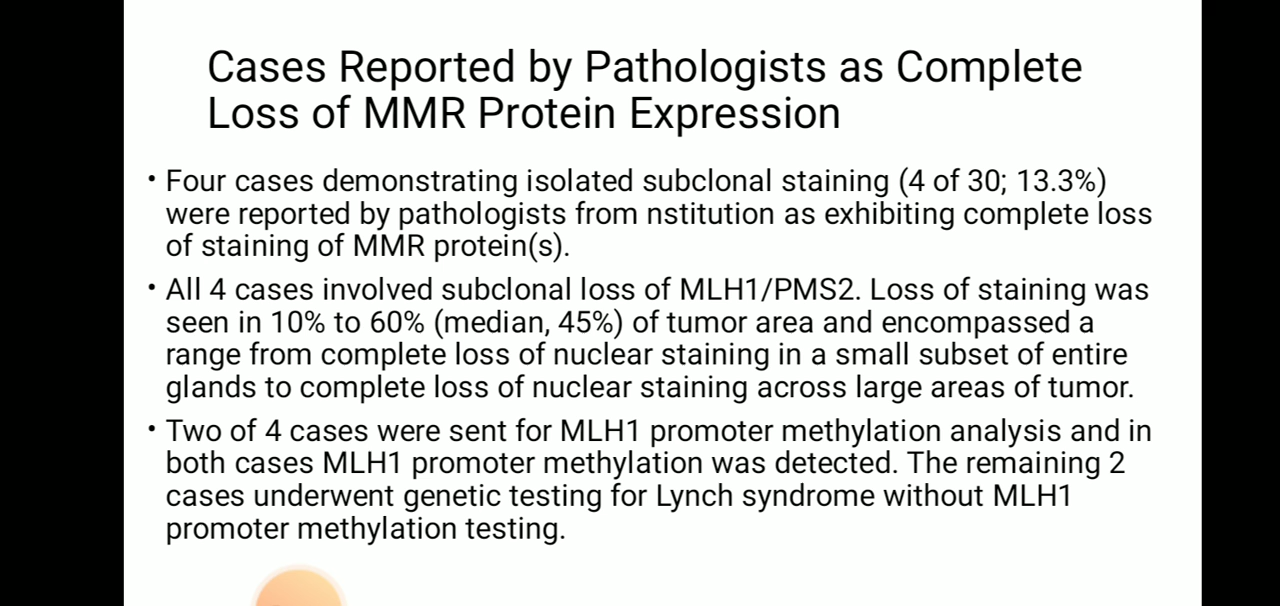 Cases Reported by Pathologists as Complete
Loss of MMR Protein Expression
• Four cases demonstrating isolated subclonal staining (4 of 30; 13.3%)
were reported by pathologists from nstitution as exhibiting complete loss
of staining of MMR protein(s).
• All 4 cases involved subclonal loss of MLH1/PMS2. Loss of staining was
seen in 10% to 60% (median, 45%) of tumor area and encompassed a
range from complete loss of nuclear staining in a small subset of entire
glands to complete loss of nuclear staining across large areas of tumor.
• Two of 4 cases were sent for MLH1 promoter methylation analysis and in
both cases MLH1 promoter methylation was detected. The remaining 2
cases underwent genetic testing for Lynch syndrome without MLH1
promoter methylation testing.